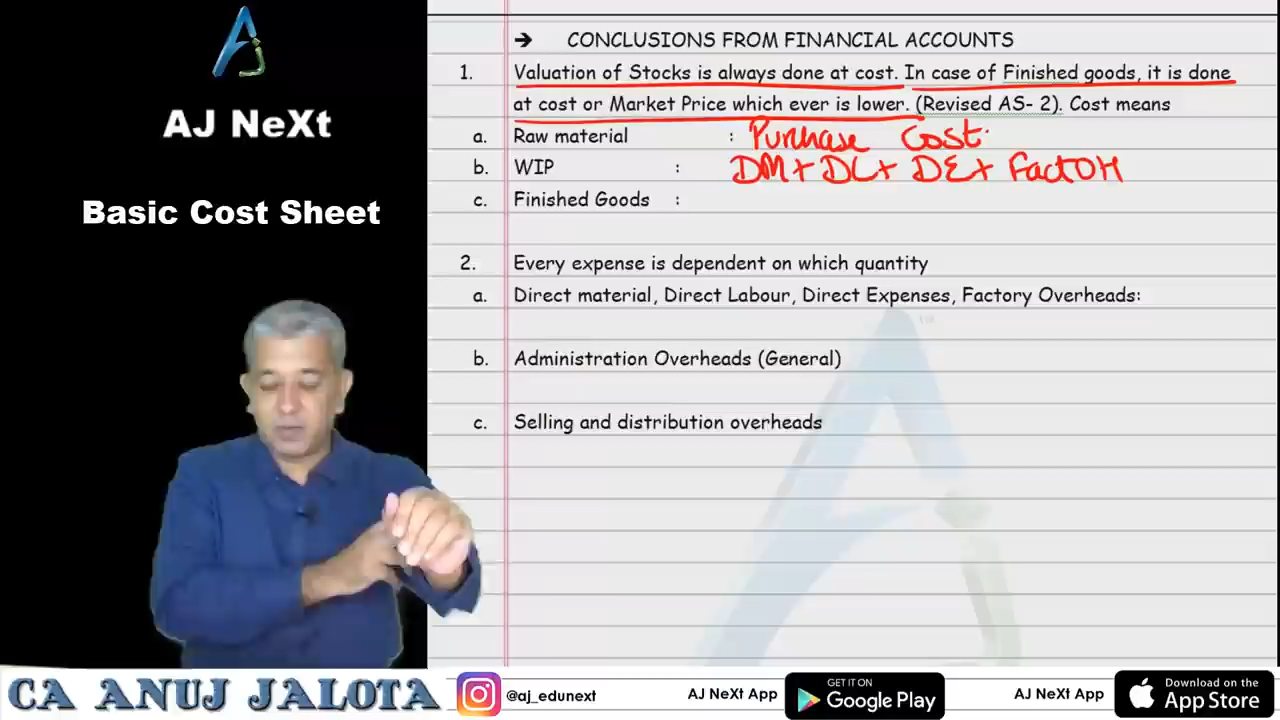 AJ NeXt
Basic Cost Sheet
→ CONCLUSIONS FROM FINANCIAL ACCOUNTS
1. Valuation of Stocks is always done at cost. In case of Finished goods, it is done
at cost or Market Price which ever is lower. (Revised AS- 2). Cost means
a. Raw material : Purchase Cost.
b. WIP : DM + DL + DE + FactOH
c. Finished Goods :
2. Every expense is dependent on which quantity
a. Direct material, Direct Labour, Direct Expenses, Factory Overheads:
b. Administration Overheads (General)
c. Selling and distribution overheads
TM
CA ANUJ JALOTA
@aj_edunext
AJ NeXt App
GET IT ON
Google Play
AJ NeXt App
Download on the
App Store